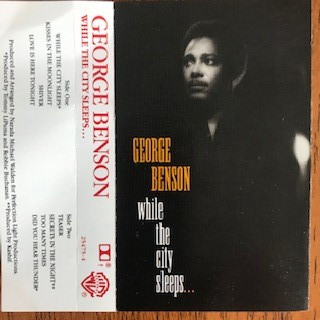 GEORGE BENSON
WHILE THE CITY SLEEPS...
Side One
WHILE THE CITY SLEEPS*
KISSES IN THE MOONLIGHT
SHIVER
LOVE IS HERE TONIGHT
Side Two
TEASER
SECRETS IN THE NIGHT**
TOO MANY TIMES
DID YOU HEAR THUNDER*
Produced and Arranged by Narada Michael Walden for Perfection Light Productions
*Produced by Tommy LiPuma and Robbie Buchanan. **Produced by Kashif
25475-4
GEORGE
BENSON
while
the
city
sleeps...